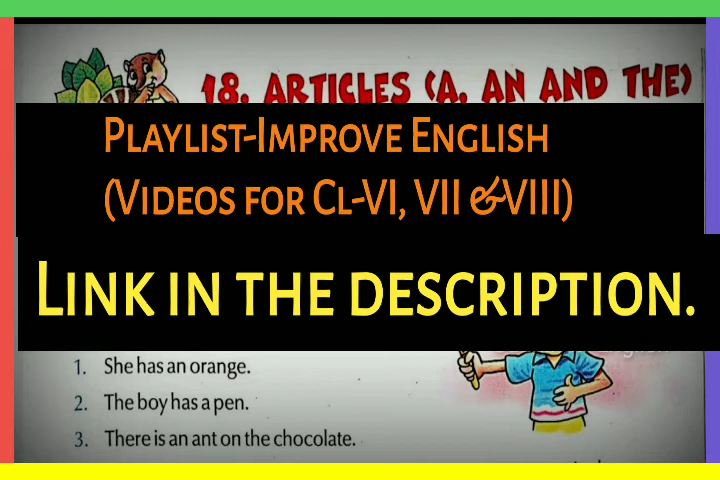 18. ARTICLES (A, AN AND THE)
PLAYLIST-IMPROVE ENGLISH
(VIDEOS FOR CL-VI, VII &VIII)
LINK IN THE DESCRIPTION.
1. She has an orange.
2. The boy has a pen.
3. There is an ant on the chocolate.